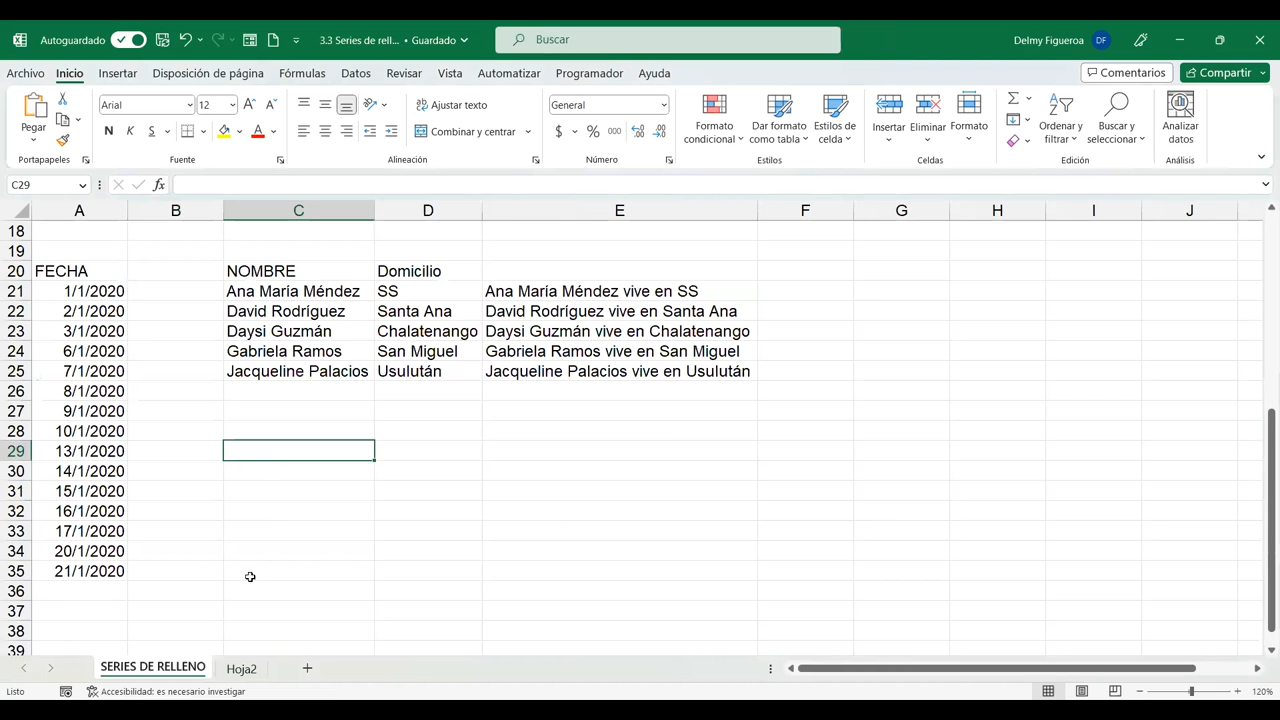 Autoguardado 3.3 Series de rell... • Guardado Buscar Delmy Figueroa DF
Archivo Inicio Insertar Disposición de página Fórmulas Datos Revisar Vista Automatizar Programador Ayuda Comentarios Compartir
Pegar Arial 12 Ajustar texto General Formato condicional Dar formato como tabla Estilos de celda Insertar Eliminar Formato Ordenar y filtrar Buscar y seleccionar Analizar datos
N K S Combinar y centrar $ % 000
Portapapeles Fuente Alineación Número Estilos Celdas Edición Análisis
C29 fx
A B C D E F G H I J
18
19
20 FECHA NOMBRE Domicilio
21 1/1/2020 Ana María Méndez SS Ana María Méndez vive en SS
22 2/1/2020 David Rodríguez Santa Ana David Rodríguez vive en Santa Ana
23 3/1/2020 Daysi Guzmán Chalatenango Daysi Guzmán vive en Chalatenango
24 6/1/2020 Gabriela Ramos San Miguel Gabriela Ramos vive en San Miguel
25 7/1/2020 Jacqueline Palacios Usulután Jacqueline Palacios vive en Usulután
26 8/1/2020
27 9/1/2020
28 10/1/2020
29 13/1/2020
30 14/1/2020
31 15/1/2020
32 16/1/2020
33 17/1/2020
34 20/1/2020
35 21/1/2020
36
37
38
39
SERIES DE RELLENO Hoja2
Listo Accesibilidad: es necesario investigar 120%